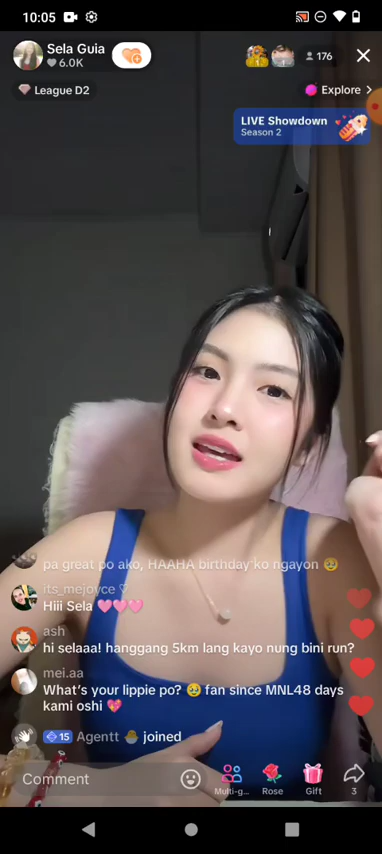 10:05
Sela Guia
6.0K
176
League D2
Explore
LIVE Showdown
Season 2
pa great po ako, HAAHA birthday ko ngayon 🥹
its_mejoyce ♡
Hiii Sela 🩷🩷🩷
ash
hi selaaa! hanggang 5km lang kayo nung bini run?
mei.aa
What's your lippie po? 🥹 fan since MNL48 days
kami oshi 💖
15 Agentt 🐣 joined
Comment
Multi-g...
Rose
Gift
3